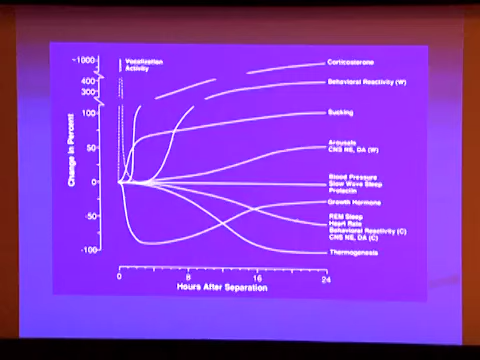 ~1000
400
300
100
50
0
-50
-100
Change in Percent
Vocalization
Activity
Corticosterone
Behavioral Reactivity (W)
Sucking
Arousals
CNS NE, DA (W)
Blood Pressure
Slow Wave Sleep
Prolactin
Growth Hormone
REM Sleep
Heart Rate
Behavioral Reactivity (C)
CNS NE, DA (C)
Thermogenesis
0
8
16
24
Hours After Separation